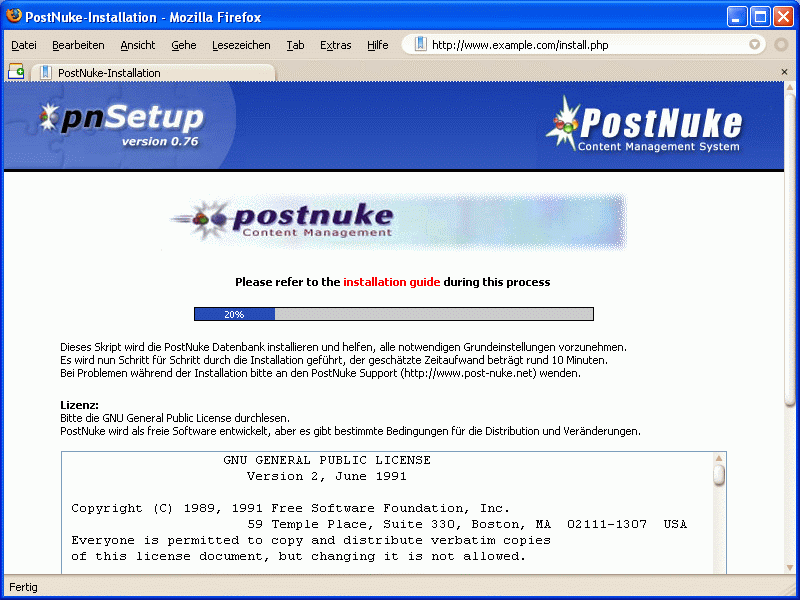 PostNuke-Installation - Mozilla Firefox
Datei Bearbeiten Ansicht Gehe Lesezeichen Tab Extras Hilfe http://www.example.com/install.php
PostNuke-Installation
pnSetup
version 0.76
PostNuke
Content Management System
postnuke
Content Management
Please refer to the installation guide during this process
20%
Dieses Skript wird die PostNuke Datenbank installieren und helfen, alle notwendigen Grundeinstellungen vorzunehmen.
Es wird nun Schritt für Schritt durch die Installation geführt, der geschätzte Zeitaufwand beträgt rund 10 Minuten.
Bei Problemen während der Installation bitte an den PostNuke Support (http://www.post-nuke.net) wenden.
Lizenz:
Bitte die GNU General Public License durchlesen.
PostNuke wird als freie Software entwickelt, aber es gibt bestimmte Bedingungen für die Distribution und Veränderungen.
GNU GENERAL PUBLIC LICENSE
Version 2, June 1991
Copyright (C) 1989, 1991 Free Software Foundation, Inc.
59 Temple Place, Suite 330, Boston, MA 02111-1307 USA
Everyone is permitted to copy and distribute verbatim copies
of this license document, but changing it is not allowed.
Fertig